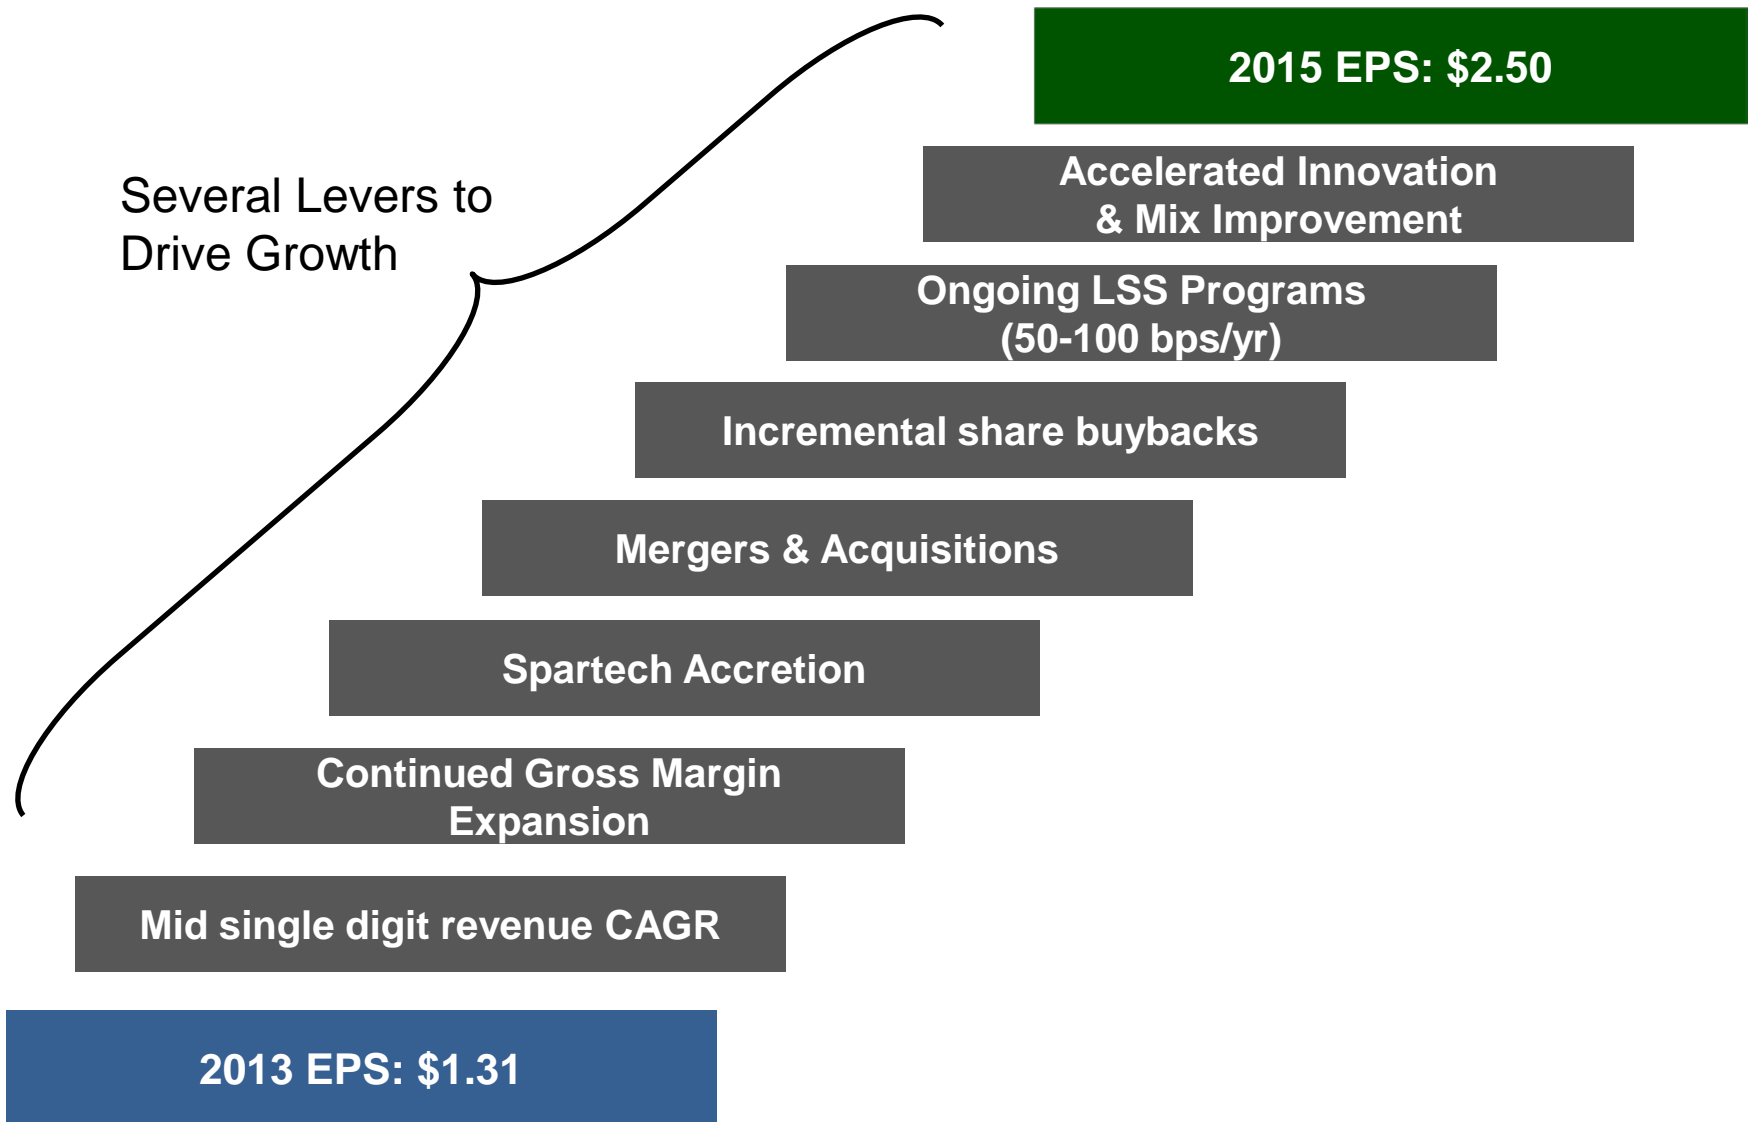 2015 EPS: $2.50
Several Levers to
Drive Growth
Accelerated Innovation
& Mix Improvement
Ongoing LSS Programs
(50-100 bps/yr)
Incremental share buybacks
Mergers & Acquisitions
Spartech Accretion
Continued Gross Margin
Expansion
Mid single digit revenue CAGR
2013 EPS: $1.31